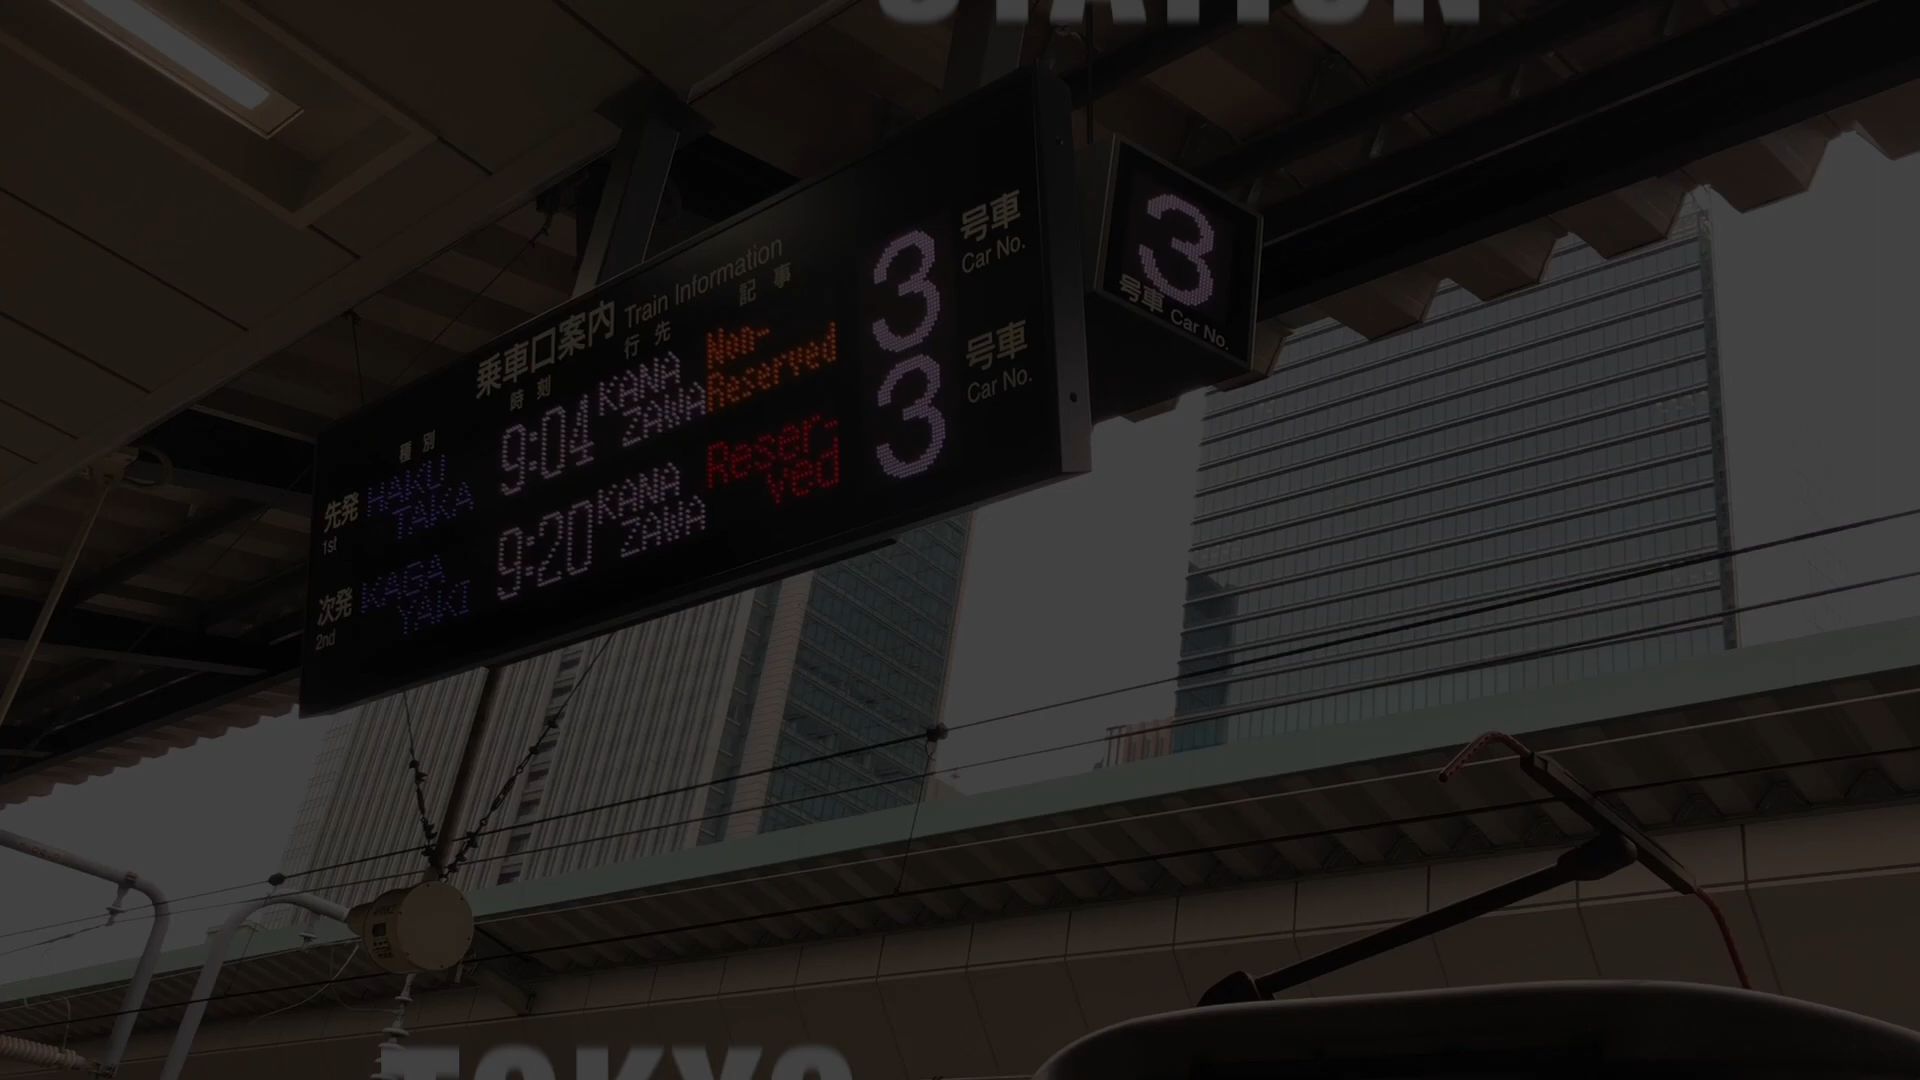 STATION
乗車口案内 Train Information
種別 時刻 行先 記事
先発 1st HAKU TAKA 9:04 KANA ZAWA Non- Reserved 3 号車 Car No.
次発 2nd KAGA YAKI 9:20 KANA ZAWA Reser- ved 3 号車 Car No.
3
号車 Car No.
TOKYO